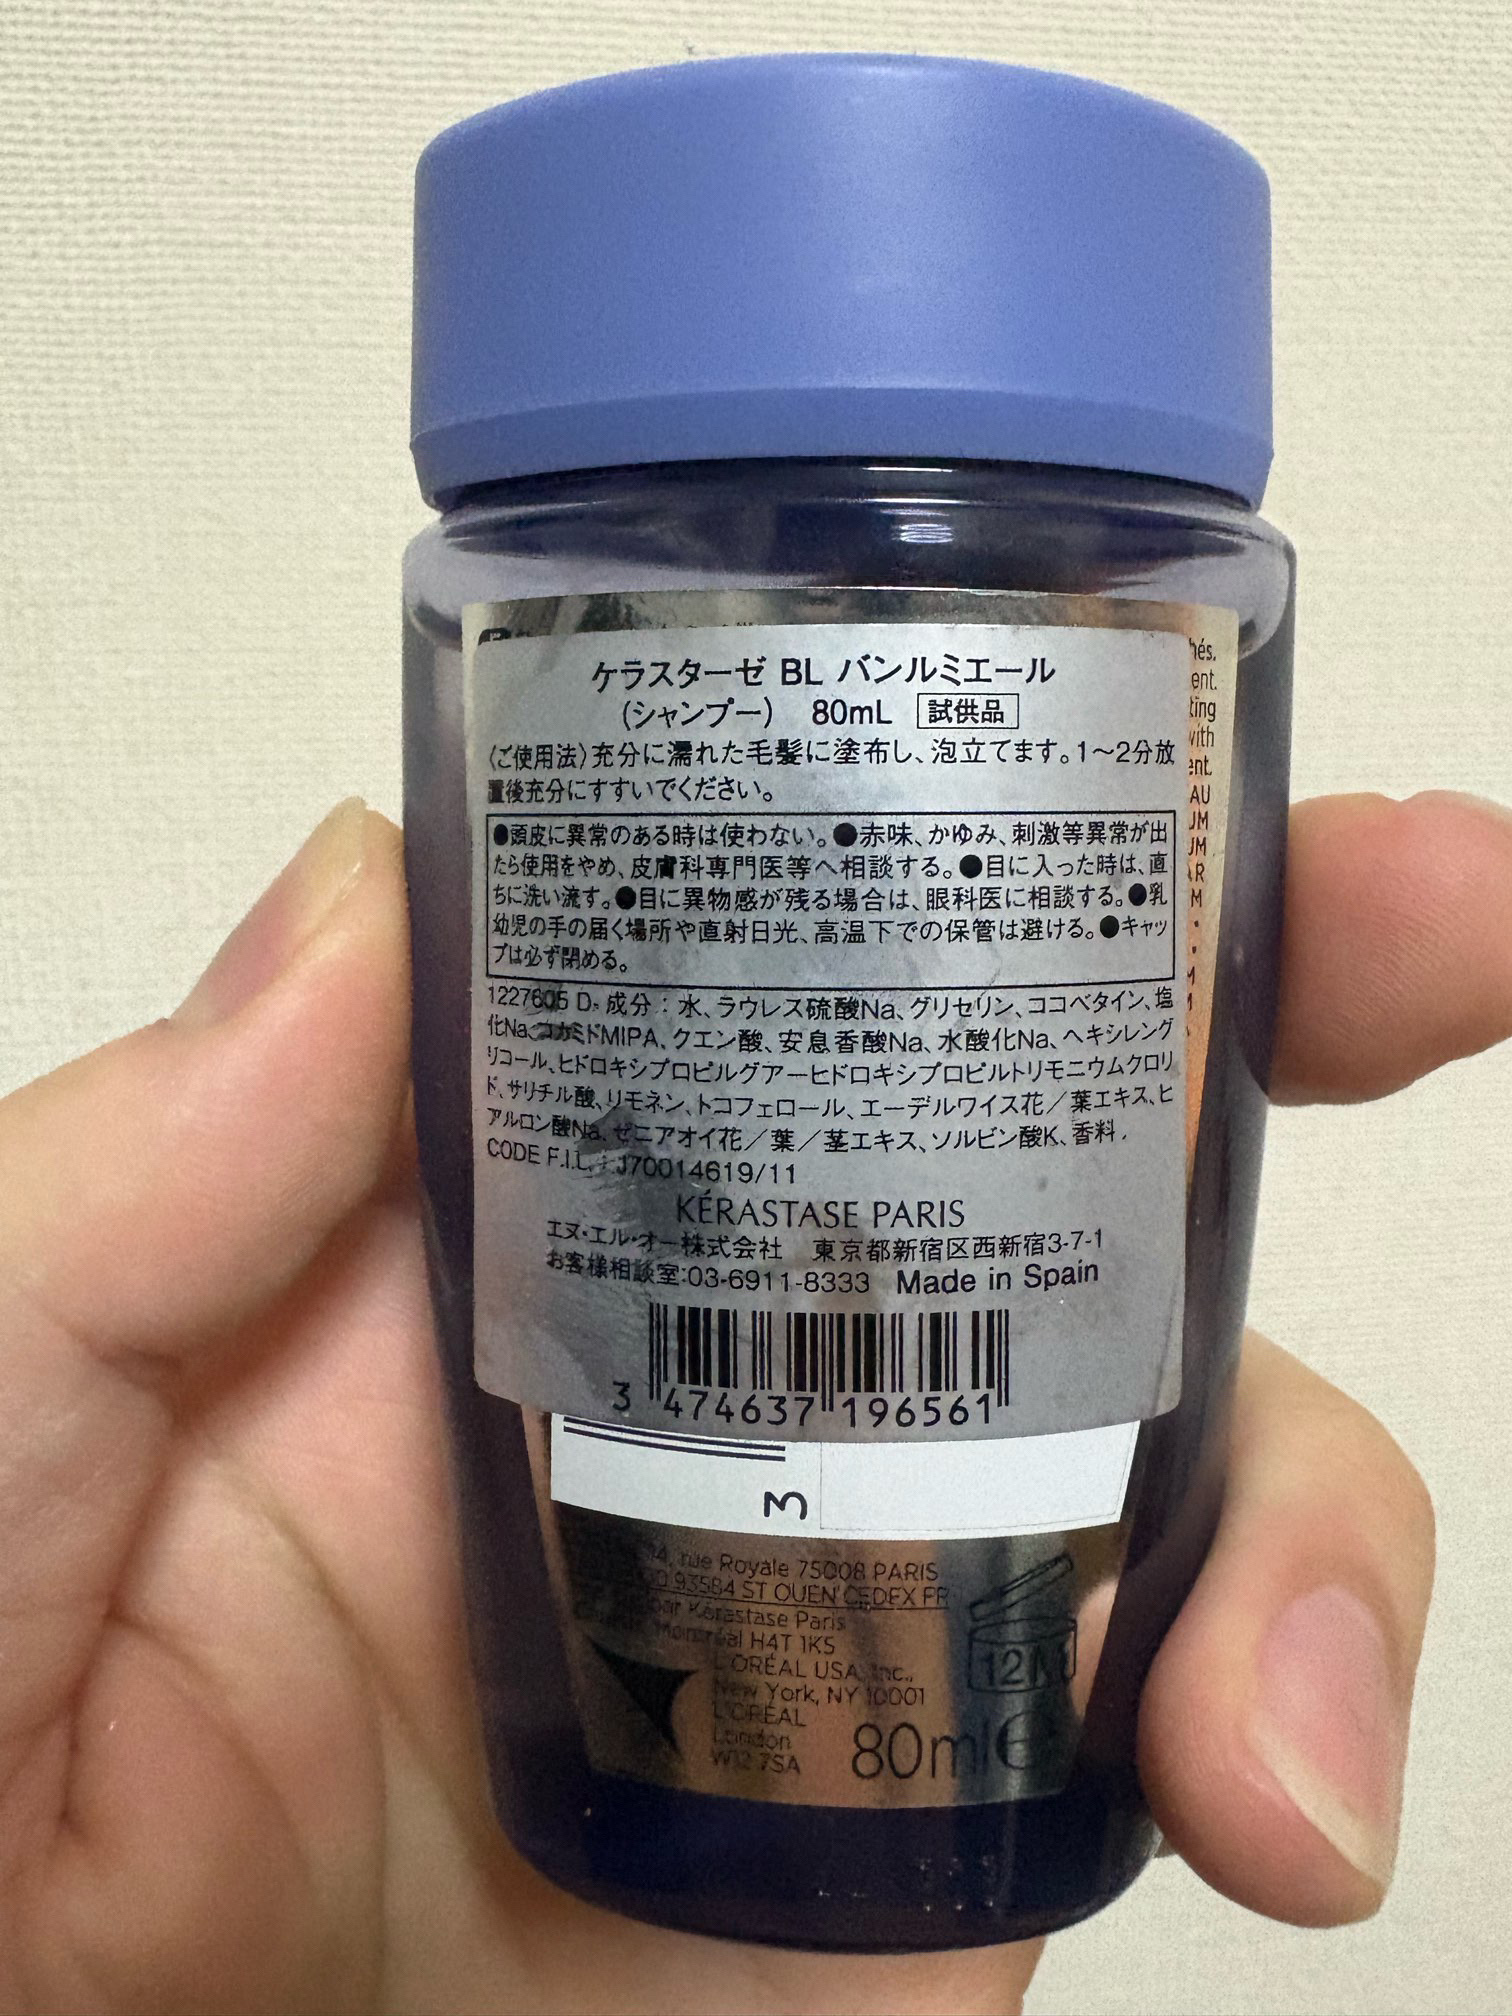 ケラスターゼ BL バンルミエール
(シャンプー) 80mL 試供品
〈ご使用法〉充分に濡れた毛髪に塗布し、泡立てます。1〜2分放
置後充分にすすいでください。
●頭皮に異常のある時は使わない。●赤味、かゆみ、刺激等異常が出
たら使用をやめ、皮膚科専門医等へ相談する。●目に入った時は、直
ちに洗い流す。●目に異物感が残る場合は、眼科医に相談する。●乳
幼児の手の届く場所や直射日光、高温下での保管は避ける。●キャッ
プは必ず閉める。
1227605 D. 成分：水、ラウレス硫酸Na、グリセリン、ココベタイン、塩
化Na、コカミドMIPA、クエン酸、安息香酸Na、水酸化Na、ヘキシレング
リコール、ヒドロキシプロピルグアーヒドロキシプロピルトリモニウムクロリ
ド、サリチル酸、リモネン、トコフェロール、エーデルワイス花／葉エキス、ヒ
アルロン酸Na、ゼニアオイ花／葉／茎エキス、ソルビン酸K、香料.
CODE F.I.L. : J70014619/11
KÉRASTASE PARIS
エヌ・エル・オー株式会社 東京都新宿区西新宿3-7-1
お客様相談室:03-6911-8333 Made in Spain
3 474637 196561
hés.
ent.
ting
with
ent.
AU
UM
UM
AR
M
M
M
3
14, rue Royale 75008 PARIS
93584 ST OUEN CEDEX FR
par Kérastase Paris
Montréal H4T 1K5
L'ORÉAL USA, Inc.,
New York, NY 10001
L'ORÉAL
London
W12 7SA
12M
80ml e